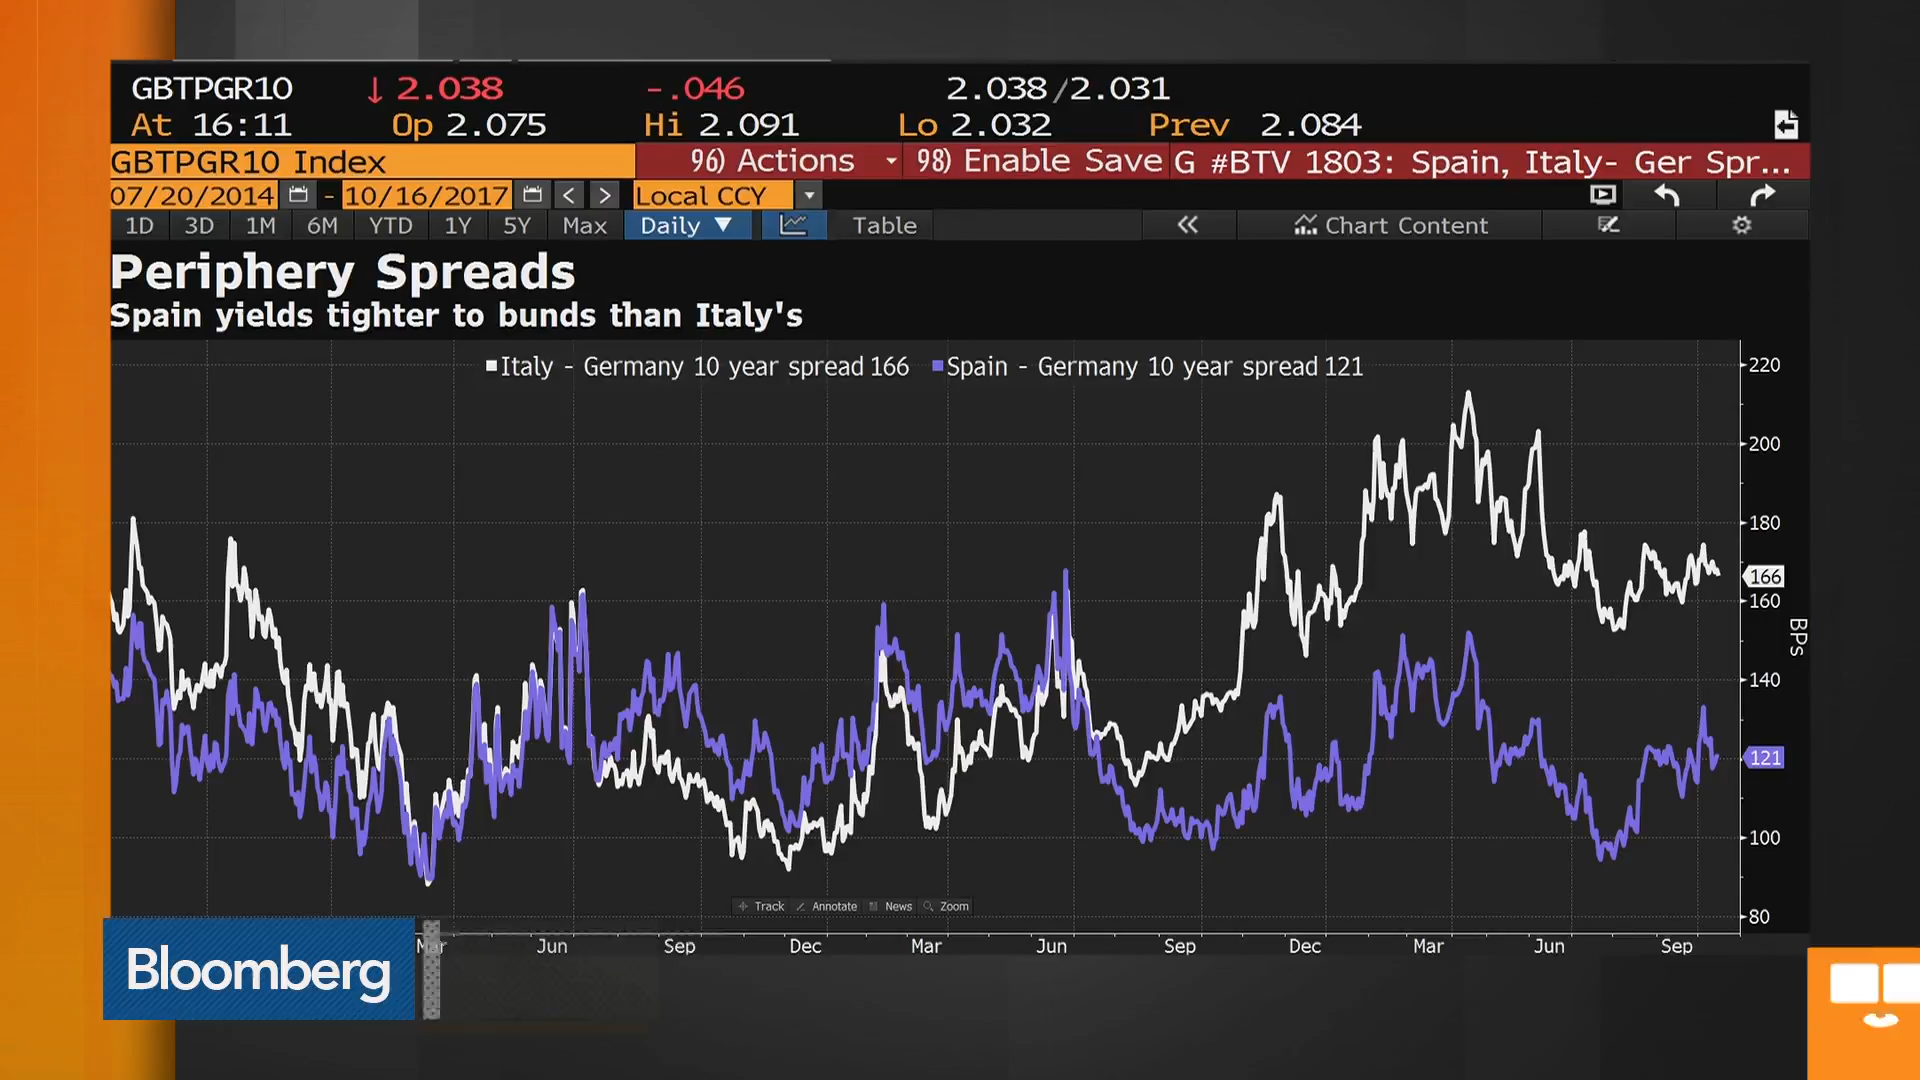 GBTPGR10 ↓ 2.038 -.046 2.038/2.031
At 16:11 Op 2.075 Hi 2.091 Lo 2.032 Prev 2.084
GBTPGR10 Index 96) Actions 98) Enable Save G #BTV 1803: Spain, Italy- Ger Spr...
07/20/2014 - 10/16/2017 < > Local CCY
1D 3D 1M 6M YTD 1Y 5Y Max Daily ▼ Table « Chart Content
Periphery Spreads
Spain yields tighter to bunds than Italy's
Italy - Germany 10 year spread 166 Spain - Germany 10 year spread 121
220
200
180
166
160
BPs
140
121
100
80
Track Annotate News Zoom
Mar Jun Sep Dec Mar Jun Sep Dec Mar Jun Sep
Bloomberg